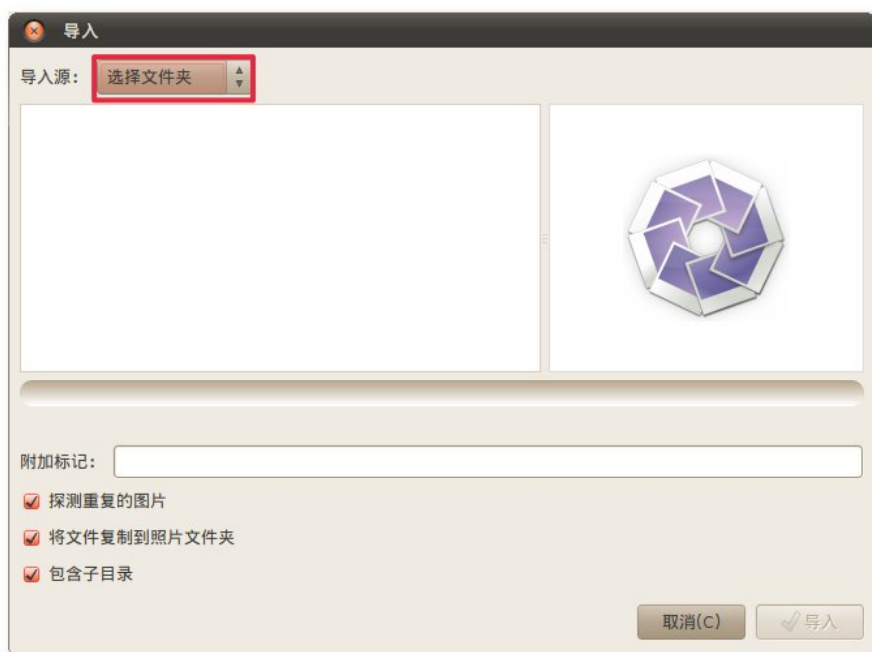 导入
导入源: 选择文件夹
附加标记:
探测重复的图片
将文件复制到照片文件夹
包含子目录
取消(C) 导入